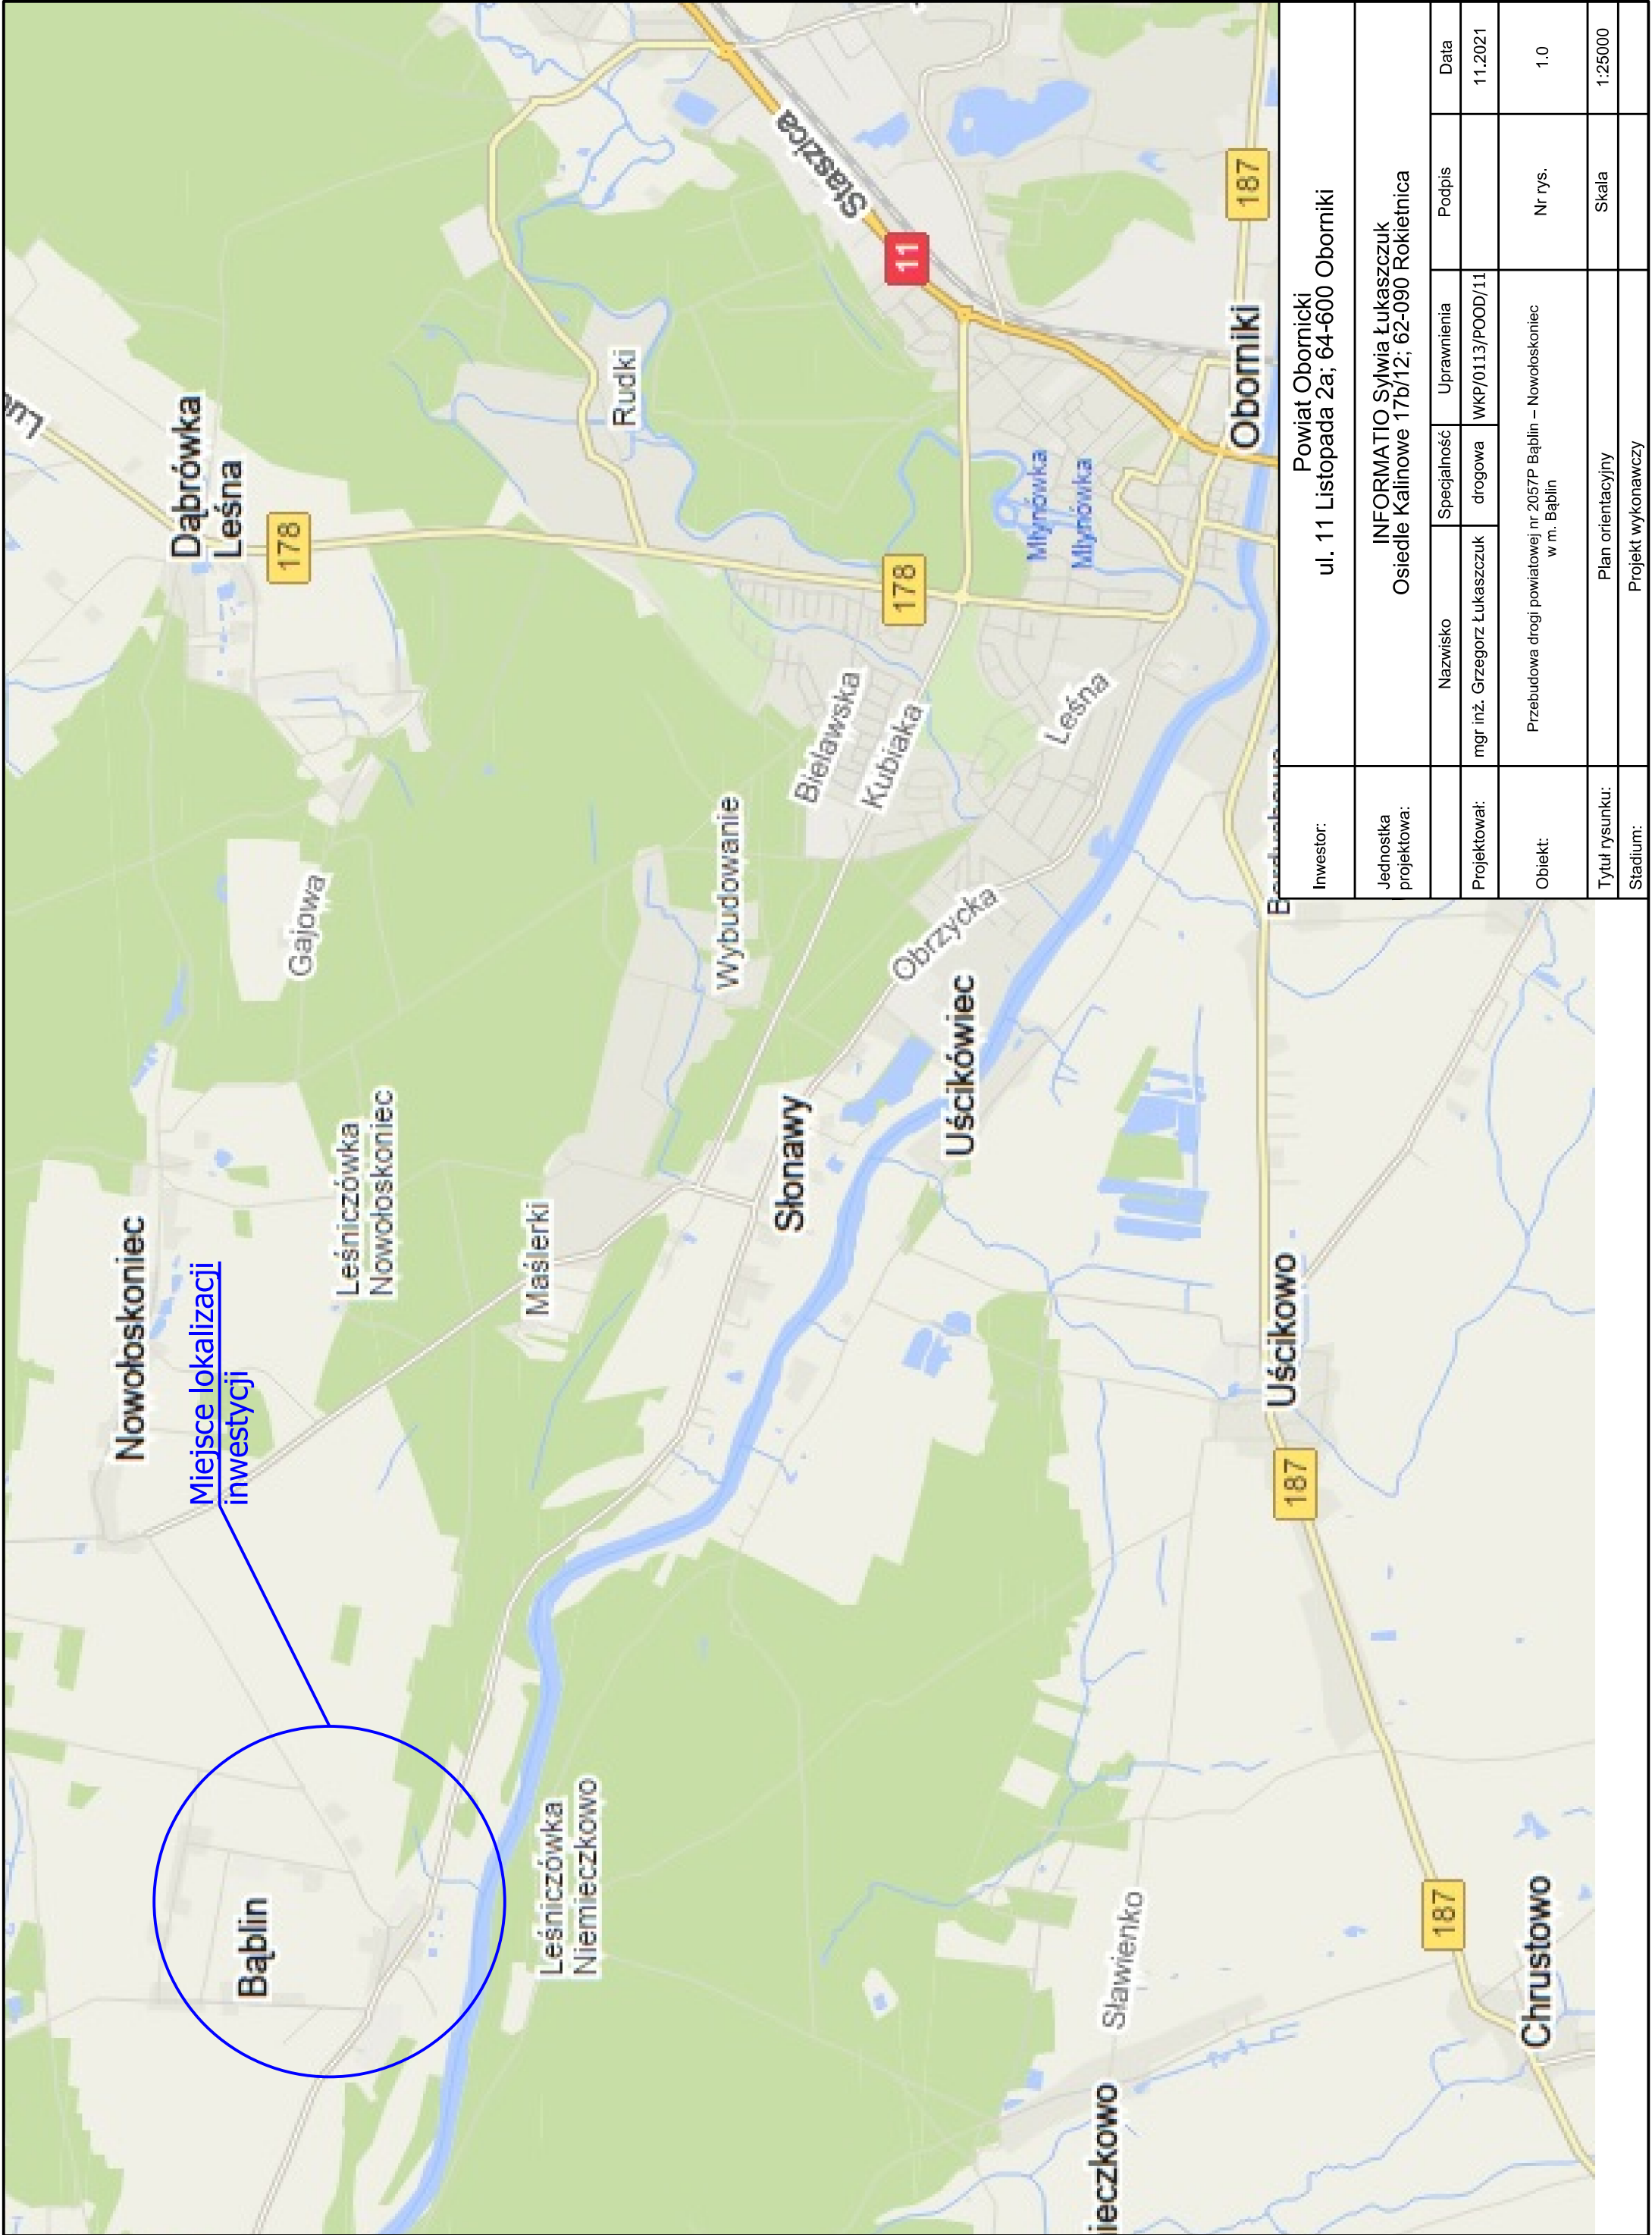 Nowołoskoniec
Miejsce lokalizacji
inwestycji
Bąblin
Leśniczówka
Nowołoskoniec
Gajowa
Dąbrówka
Leśna
178
Maślerki
Wybudowanie
Rudki
Staszica
11
Leśniczówka
Niemieczkowo
Słonawy
Bielawska
Kubiaka
178
Obrzycka
Uścikówiec
Leśna
Młynówka
Młynówka
Oborniki
187
Sławienko
Uścikowo
187
187
Chrustowo
Inwestor:
Powiat Obornicki
ul. 11 Listopada 2a; 64-600 Oborniki
Jednostka
projektowa:
INFORMATIO Sylwia Łukaszczuk
Osiedle Kalinowe 17b/12; 62-090 Rokietnica
Nazwisko Specjalność Uprawnienia Podpis Data
Projektował: mgr inż. Grzegorz Łukaszczuk drogowa WKP/0113/POOD/11 11.2021
Obiekt: Przebudowa drogi powiatowej nr 2057P Bąblin – Nowołoskoniec
w m. Bąblin
Nr rys. 1.0
Tytuł rysunku: Plan orientacyjny Skala 1:25000
Stadium: Projekt wykonawczy